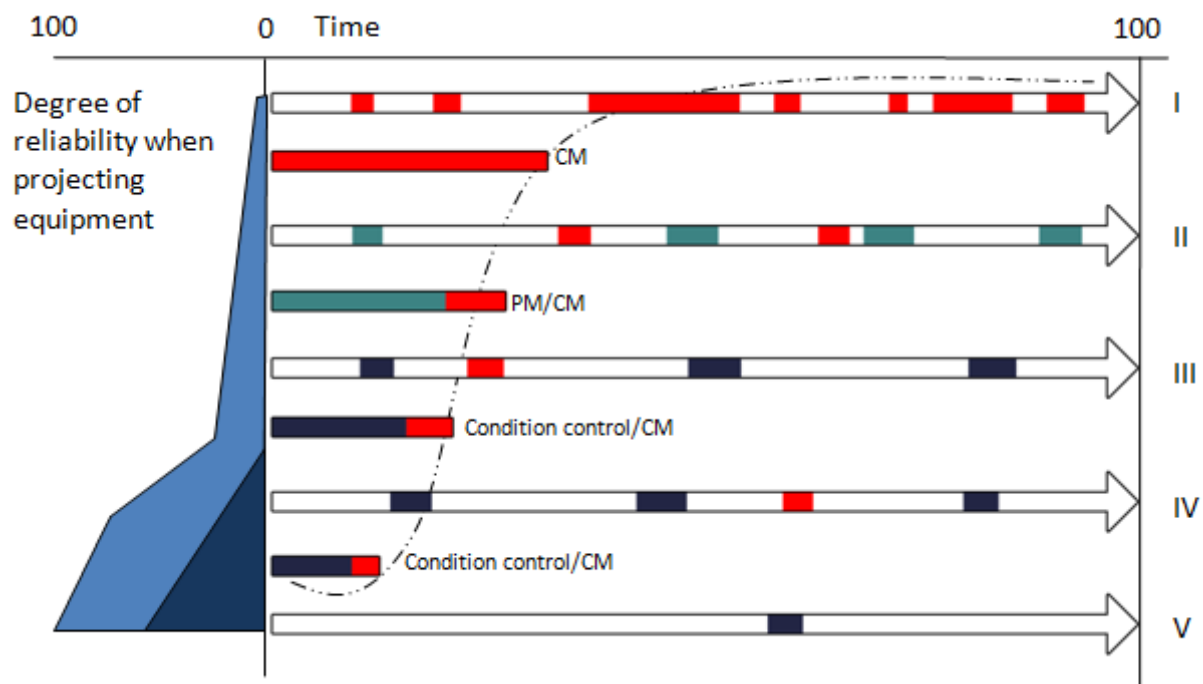 100 0 Time 100
Degree of
reliability when
projecting
equipment
I
CM
II
PM/CM
III
Condition control/CM
IV
Condition control/CM
V